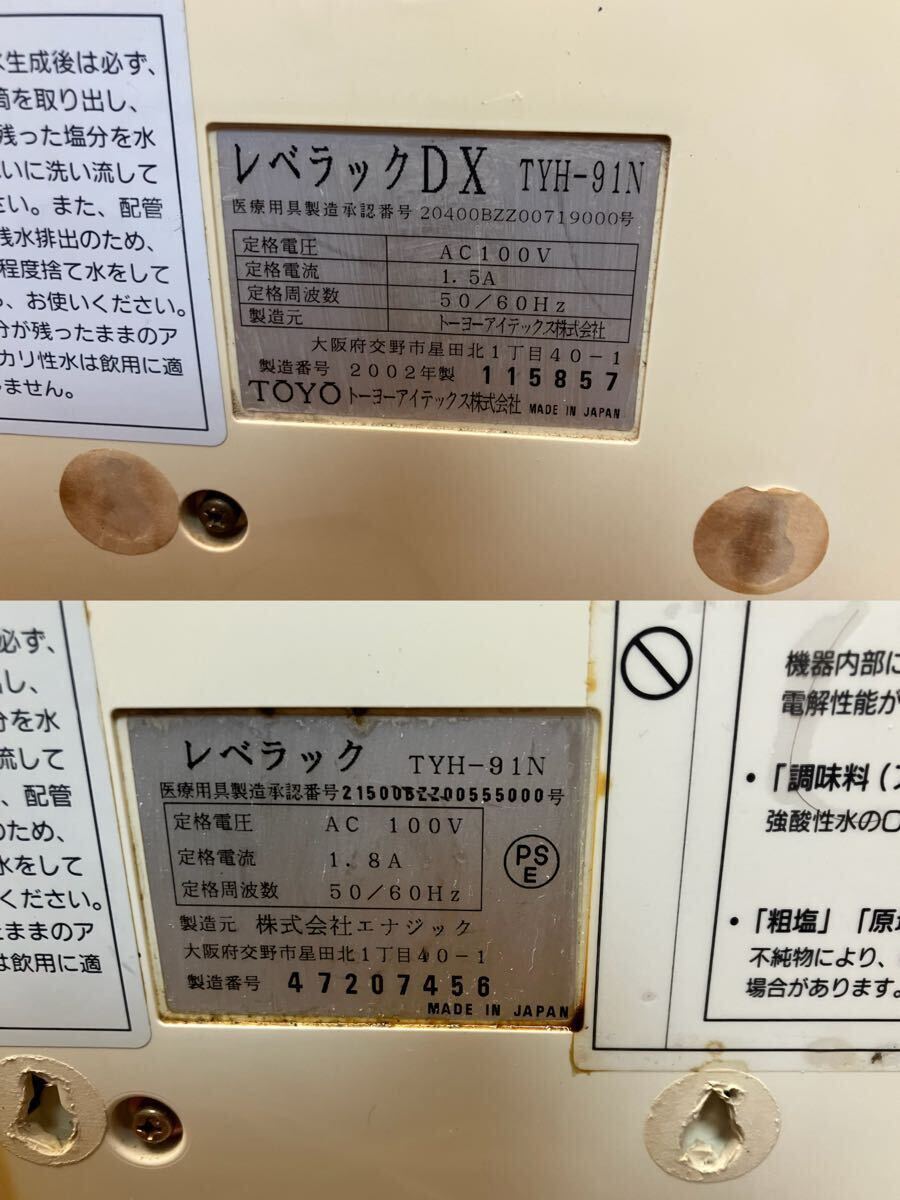 水生成後は必ず、
筒を取り出し、
残った塩分を水
いに洗い流して
さい。また、配管
残水排出のため、
程度捨て水をして
ら、お使いください。
分が残ったままのア
カリ性水は飲用に適
ません。
レベラックDX TYH-91N
医療用具製造承認番号 20400BZZ00719000号
定格電圧 AC100V
定格電流 1.5A
定格周波数 50/60Hz
製造元 トーヨーアイテックス株式会社
大阪府交野市星田北1丁目40-1
製造番号 2002年製 115857
TOYO トーヨーアイテックス株式会社 MADE IN JAPAN
必ず、
出し、
分を水
流して
、配管
のため、
水をして
ください。
たままのア
は飲用に適
レベラック TYH-91N
医療用具製造承認番号21500BZZ00555000号
定格電圧 AC 100V
定格電流 1.8A
定格周波数 50/60Hz
PS
E
製造元 株式会社エナジック
大阪府交野市星田北1丁目40-1
製造番号 47207456
MADE IN JAPAN
機器内部に
電解性能が
・「調味料(
強酸性水の
・「粗塩」「原
不純物により、
場合があります。